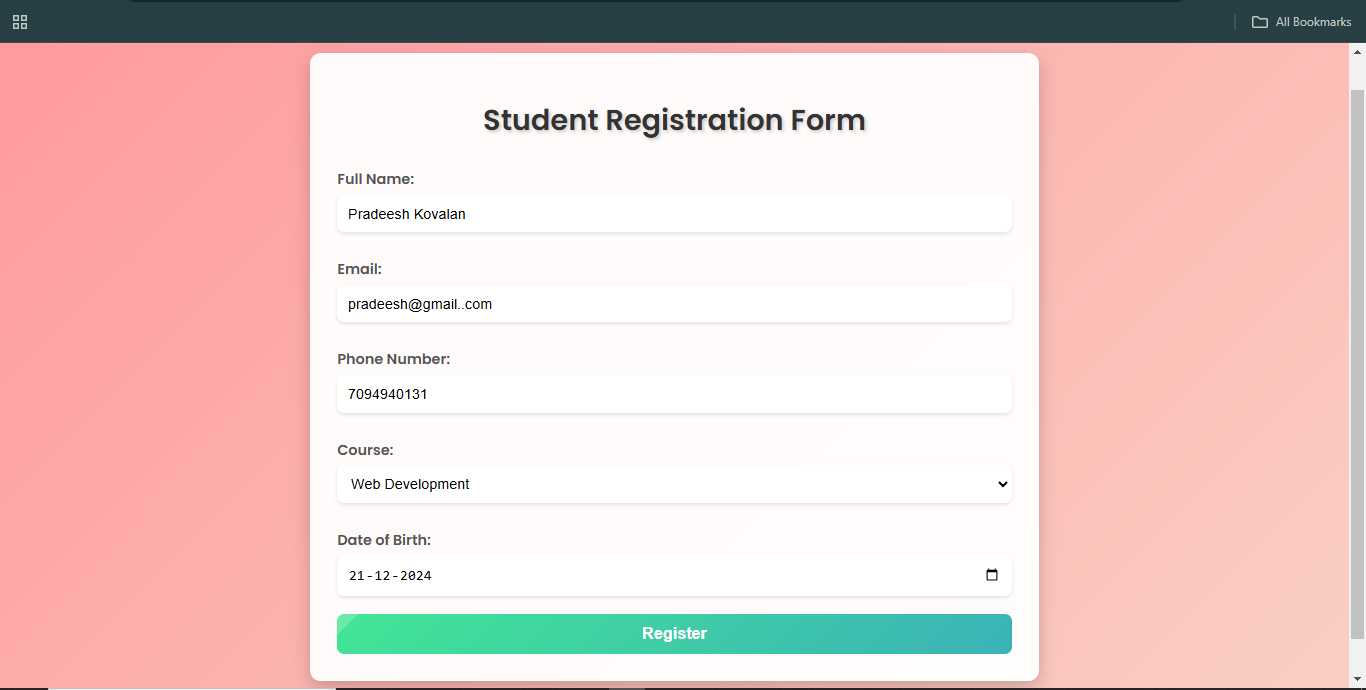 All Bookmarks
Student Registration Form
Full Name:
Pradeesh Kovalan
Email:
pradeesh@gmail..com
Phone Number:
7094940131
Course:
Web Development
Date of Birth:
21-12-2024
Register